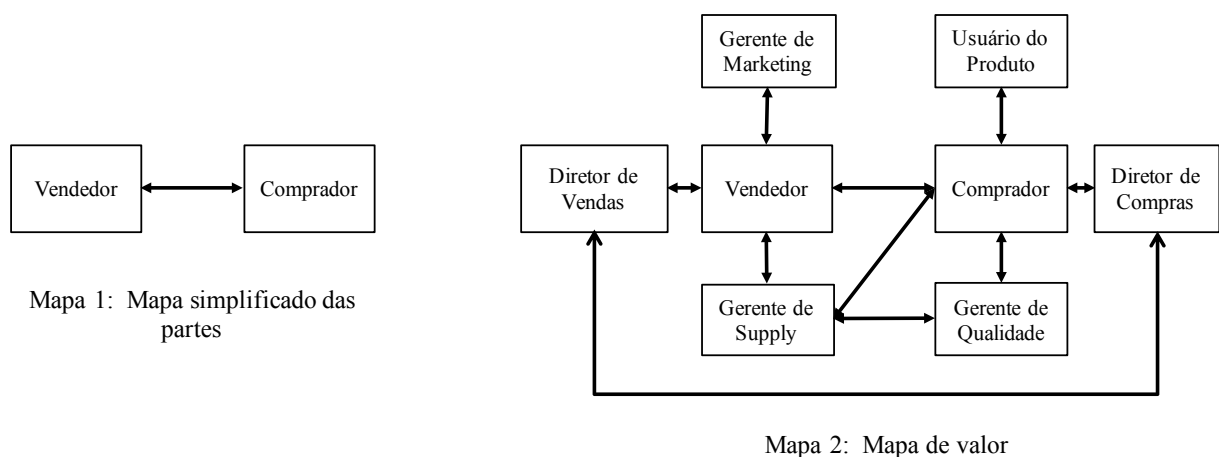 Vendedor
Comprador
Mapa 1: Mapa simplificado das
partes
Gerente de
Marketing
Usuário do
Produto
Diretor de
Vendas
Vendedor
Comprador
Diretor de
Compras
Gerente de
Supply
Gerente de
Qualidade
Mapa 2: Mapa de valor